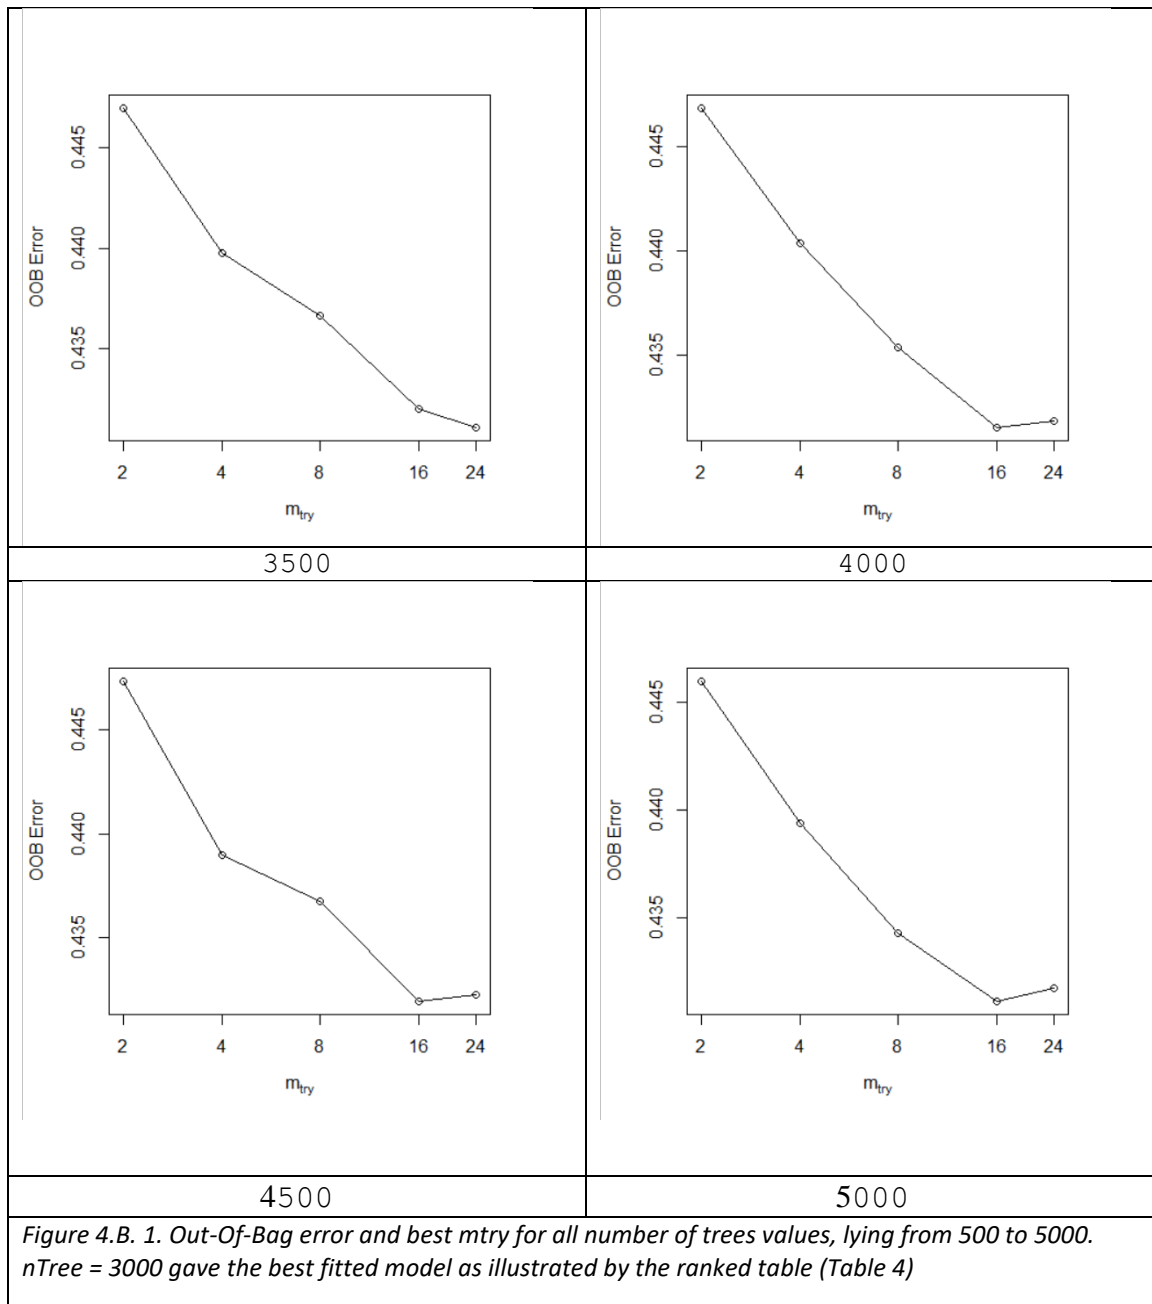 OOB Error
0.445
0.440
0.435
2 4 8 16 24
mtry
OOB Error
0.445
0.440
0.435
2 4 8 16 24
mtry
3500 4000
OOB Error
0.445
0.440
0.435
2 4 8 16 24
mtry
OOB Error
0.445
0.440
0.435
2 4 8 16 24
mtry
4500 5000
Figure 4.B. 1. Out-Of-Bag error and best mtry for all number of trees values, lying from 500 to 5000.
nTree = 3000 gave the best fitted model as illustrated by the ranked table (Table 4)